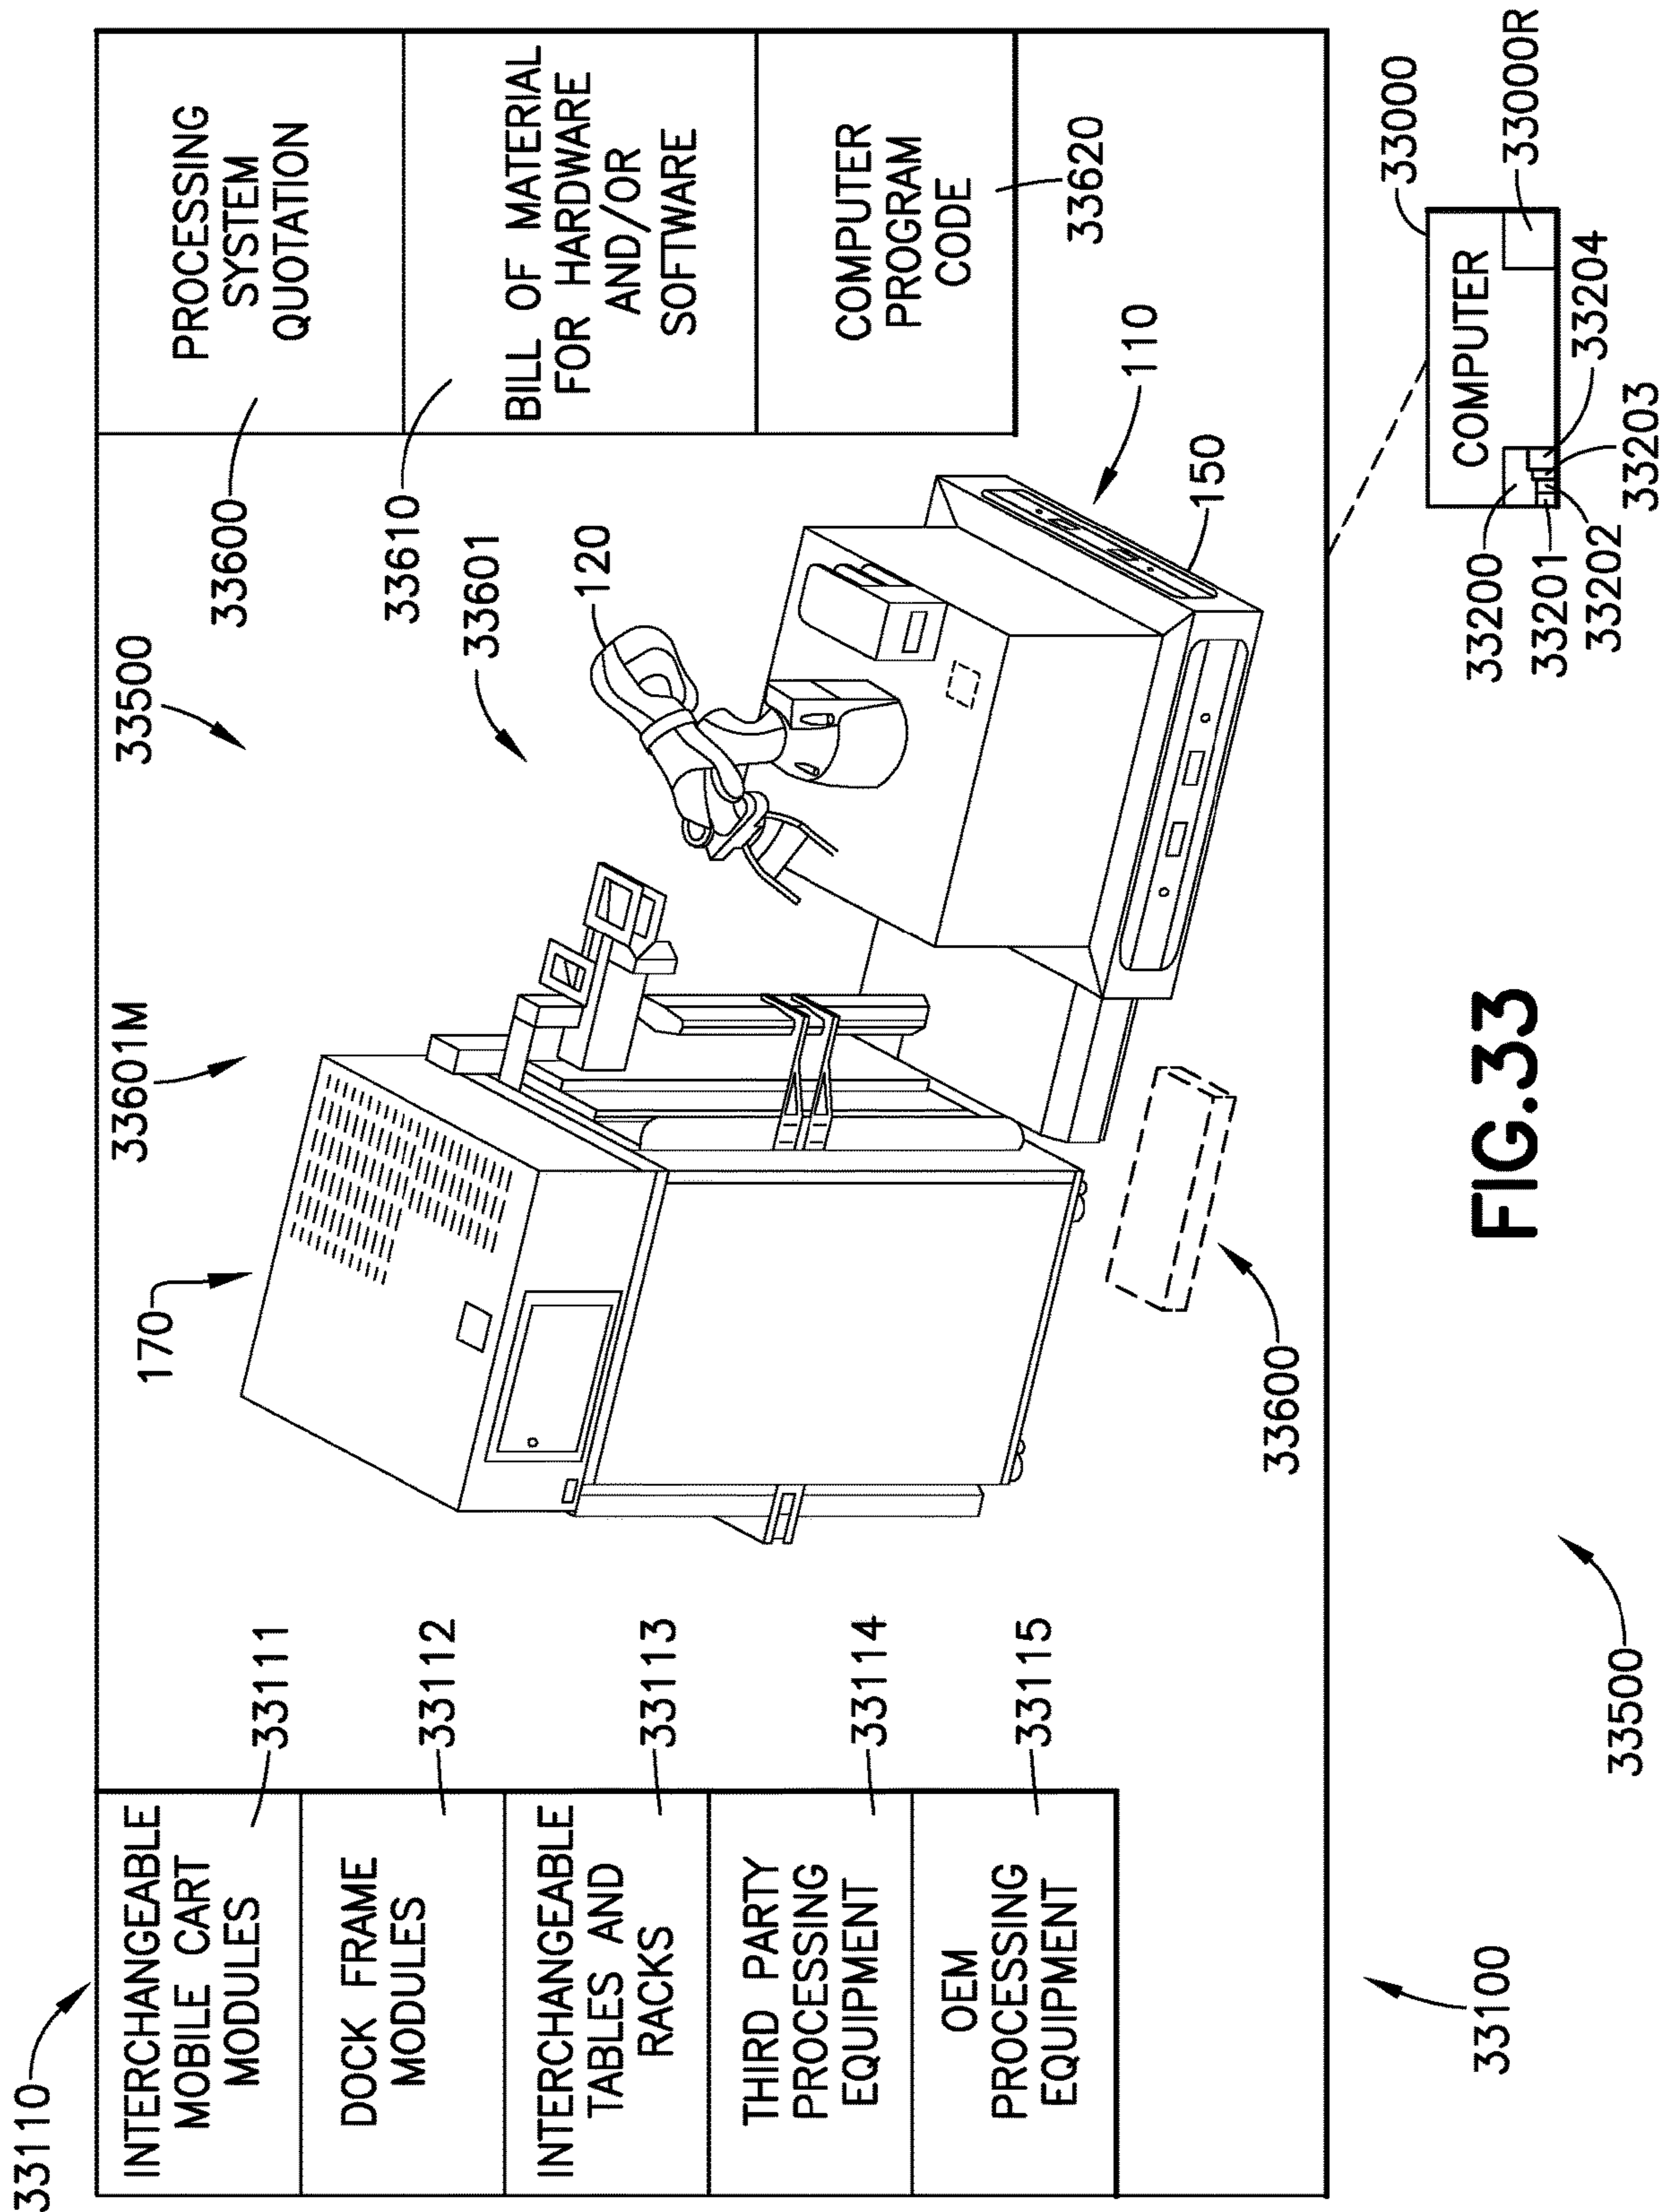 33110
INTERCHANGEABLE
MOBILE CART
MODULES
33111
DOCK FRAME
MODULES
33112
INTERCHANGEABLE
TABLES AND
RACKS
33113
THIRD PARTY
PROCESSING
EQUIPMENT
33114
OEM
PROCESSING
EQUIPMENT
33115
170
33601M
33500
33601
120
110
150
33600
PROCESSING
SYSTEM
QUOTATION
33600
BILL OF MATERIAL
FOR HARDWARE
AND/OR
SOFTWARE
33610
COMPUTER
PROGRAM
CODE
33620
33100
33500
COMPUTER
33000
33000R
33200
33201
33202
33203
33204
FIG.33